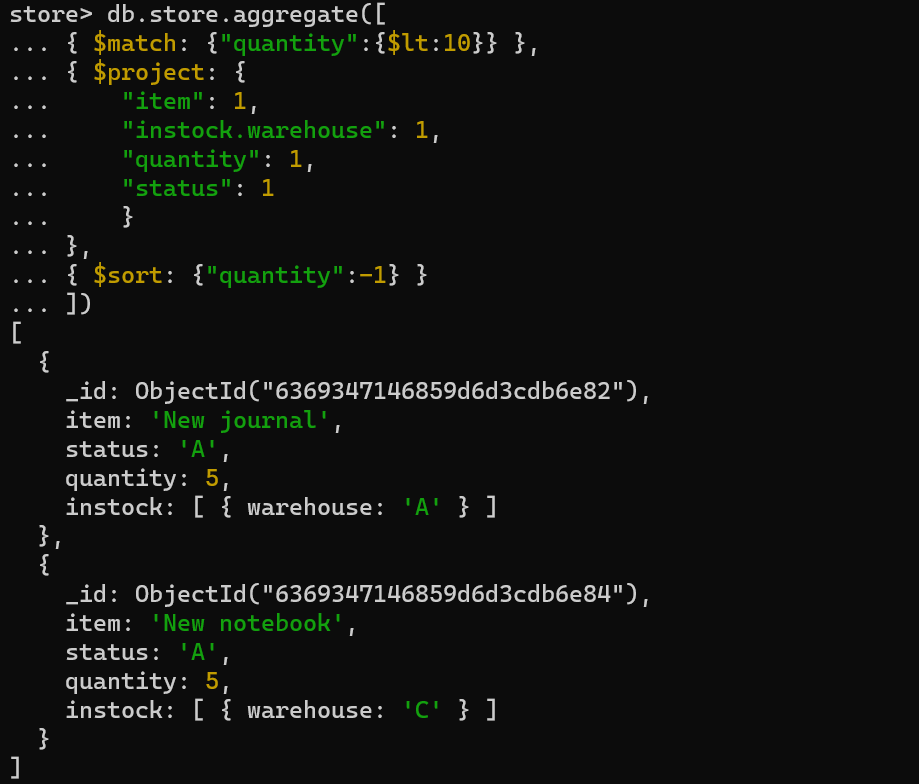 store> db.store.aggregate([
... { $match: {"quantity":{$lt:10}} },
... { $project: {
...     "item": 1,
...     "instock.warehouse": 1,
...     "quantity": 1,
...     "status": 1
...     }
... },
... { $sort: {"quantity":-1} }
... ])
[
  {
    _id: ObjectId("6369347146859d6d3cdb6e82"),
    item: 'New journal',
    status: 'A',
    quantity: 5,
    instock: [ { warehouse: 'A' } ]
  },
  {
    _id: ObjectId("6369347146859d6d3cdb6e84"),
    item: 'New notebook',
    status: 'A',
    quantity: 5,
    instock: [ { warehouse: 'C' } ]
  }
]